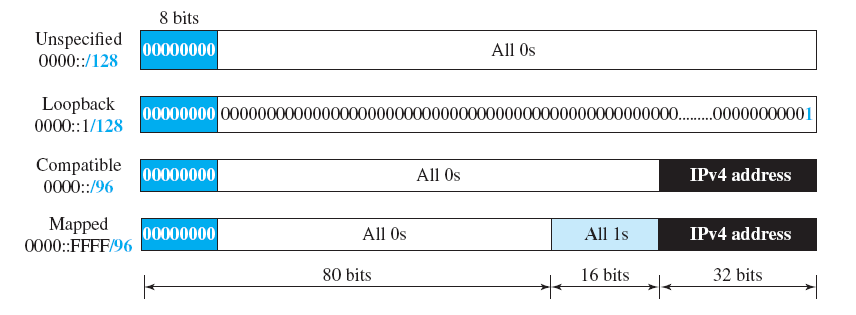 8 bits
Unspecified
0000::/128
00000000
All 0s
Loopback
0000::1/128
00000000
000000000000000000000000000000000000000000000000000.........00000000001
Compatible
0000::/96
00000000
All 0s
IPv4 address
Mapped
0000::FFFF/96
00000000
All 0s
All 1s
IPv4 address
80 bits
16 bits
32 bits